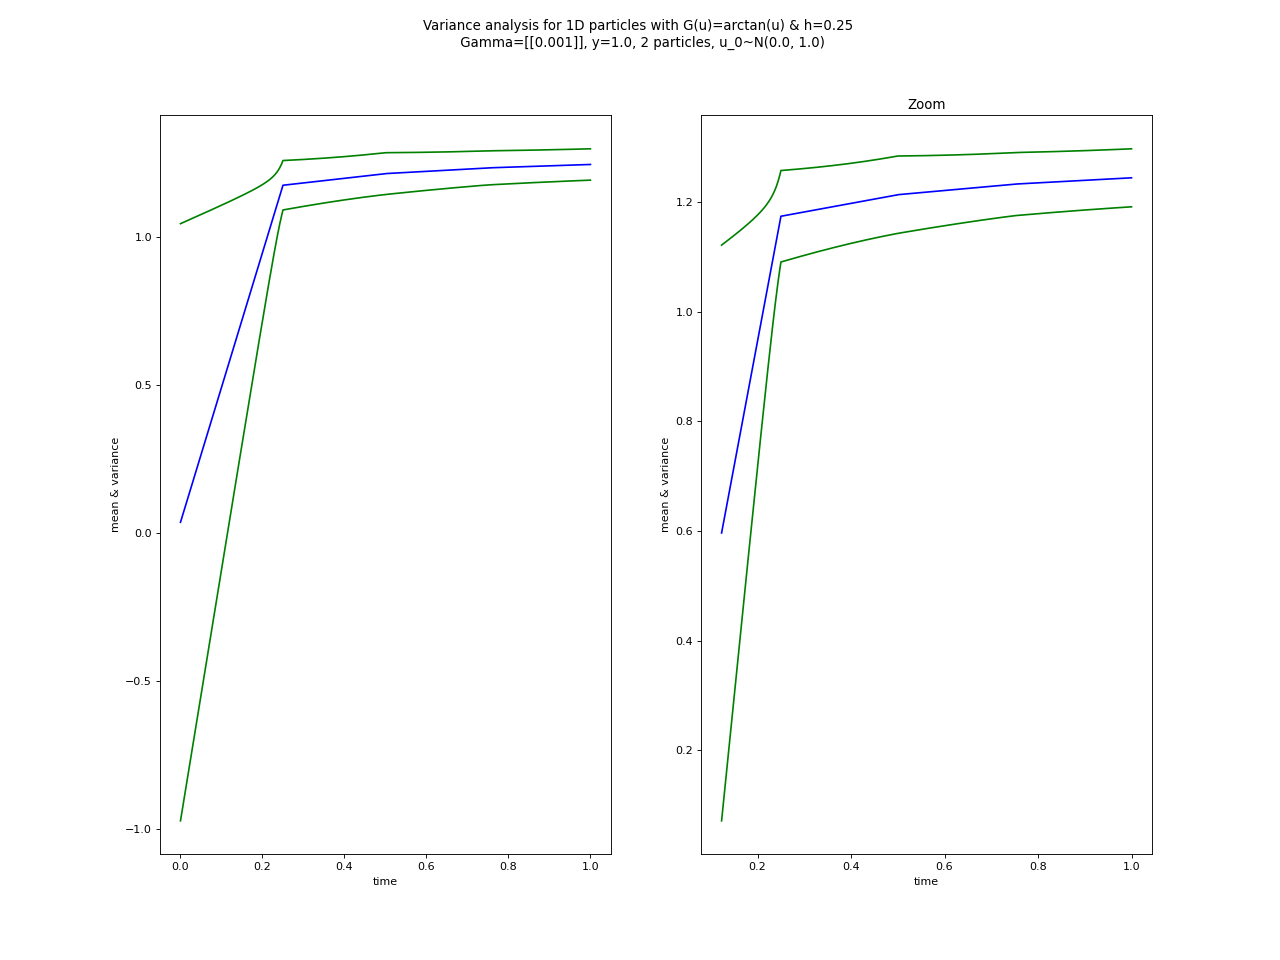 Variance analysis for 1D particles with G(u)=arctan(u) & h=0.25
Gamma=[[0.001]], y=1.0, 2 particles, u_0~N(0.0, 1.0)
mean & variance
1.0
0.5
0.0
−0.5
−1.0
0.0 0.2 0.4 0.6 0.8 1.0
time
Zoom
mean & variance
1.2
1.0
0.8
0.6
0.4
0.2
0.2 0.4 0.6 0.8 1.0
time